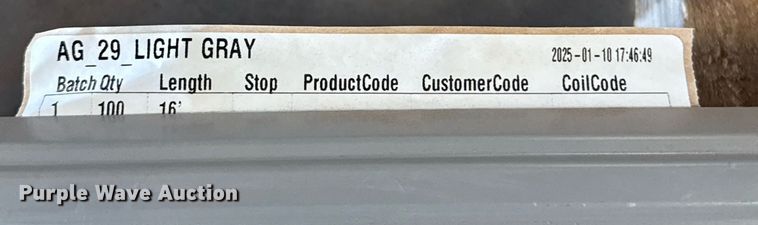 AG_29_LIGHT GRAY 2025-01-10 17:46:49
Batch Qty Length Stop ProductCode CustomerCode CoilCode
1 100 16'
Purple Wave Auction